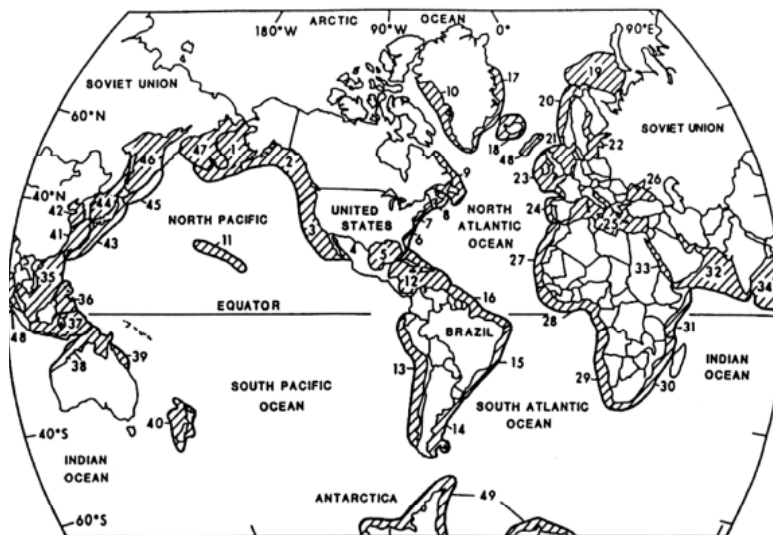 180°W
ARCTIC
90°W
OCEAN
0°
90°E
SOVIET UNION
10
17
19
60°N
20
SOVIET UNION
47
1
2
18
48
21
22
46
23
9
26
40°N
44
42
45
NORTH PACIFIC
UNITED
STATES
8
7
NORTH
ATLANTIC
OCEAN
24
25
41
43
3
4
5
6
11
27
33
32
35
36
12
34
EQUATOR
16
28
37
48
38
39
BRAZIL
31
13
15
INDIAN
OCEAN
SOUTH PACIFIC
OCEAN
29
30
40
SOUTH ATLANTIC
OCEAN
14
40°S
INDIAN
OCEAN
ANTARCTICA
49
60°S